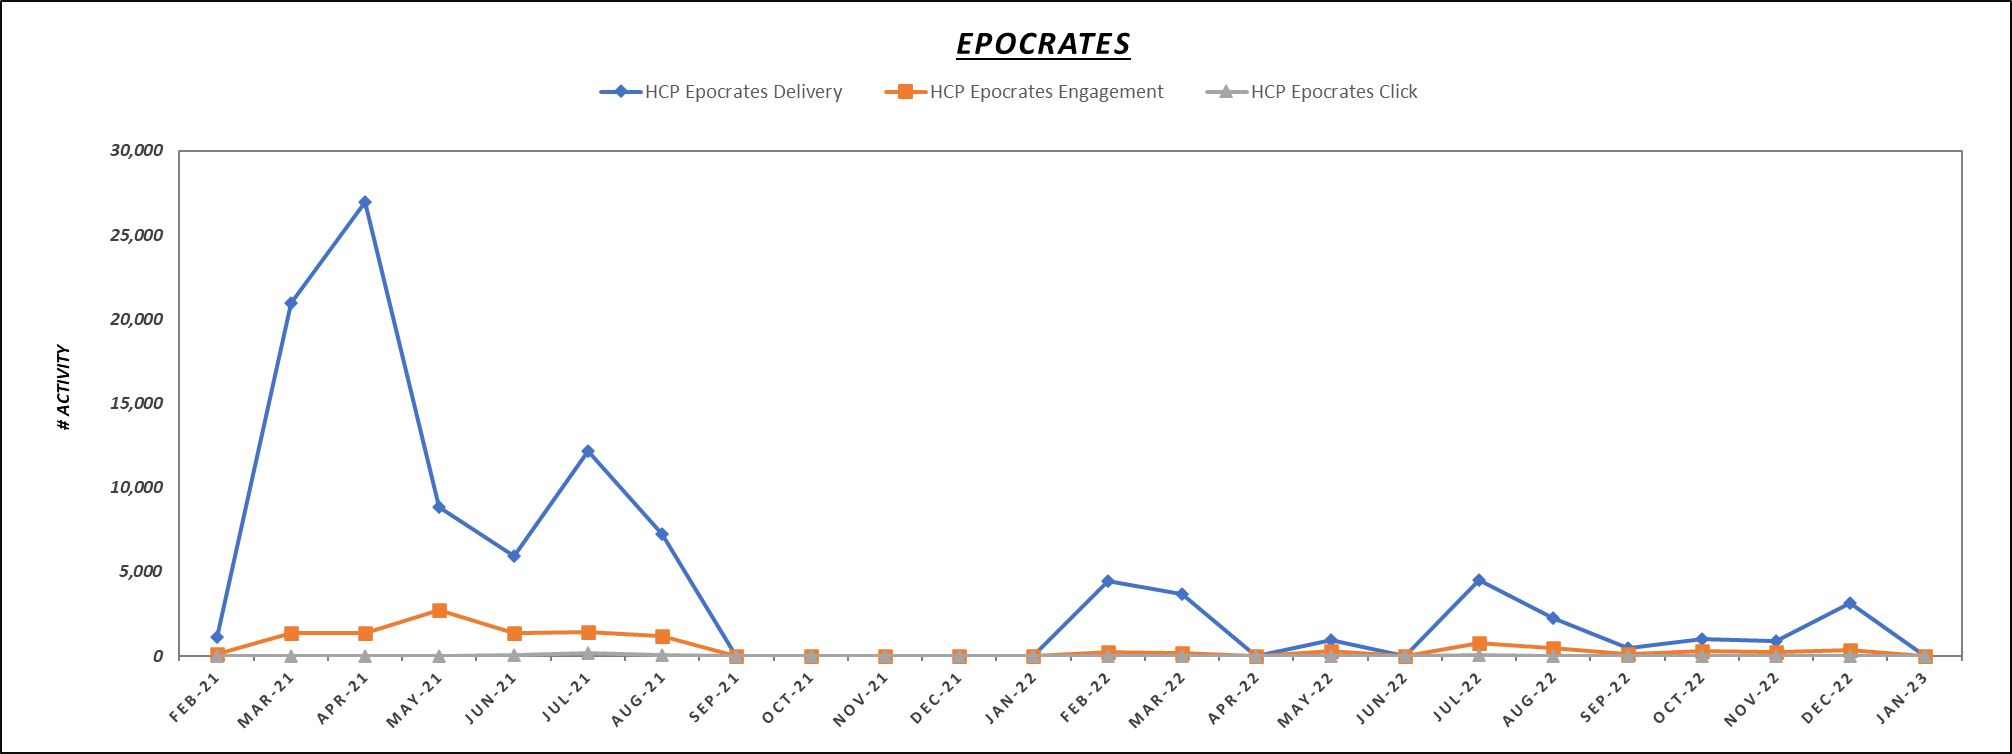 EPOCRATES
HCP Epocrates Delivery HCP Epocrates Engagement HCP Epocrates Click
# ACTIVITY
30,000
25,000
20,000
15,000
10,000
5,000
0
FEB-21 MAR-21 APR-21 MAY-21 JUN-21 JUL-21 AUG-21 SEP-21 OCT-21 NOV-21 DEC-21 JAN-22 FEB-22 MAR-22 APR-22 MAY-22 JUN-22 JUL-22 AUG-22 SEP-22 OCT-22 NOV-22 DEC-22 JAN-23